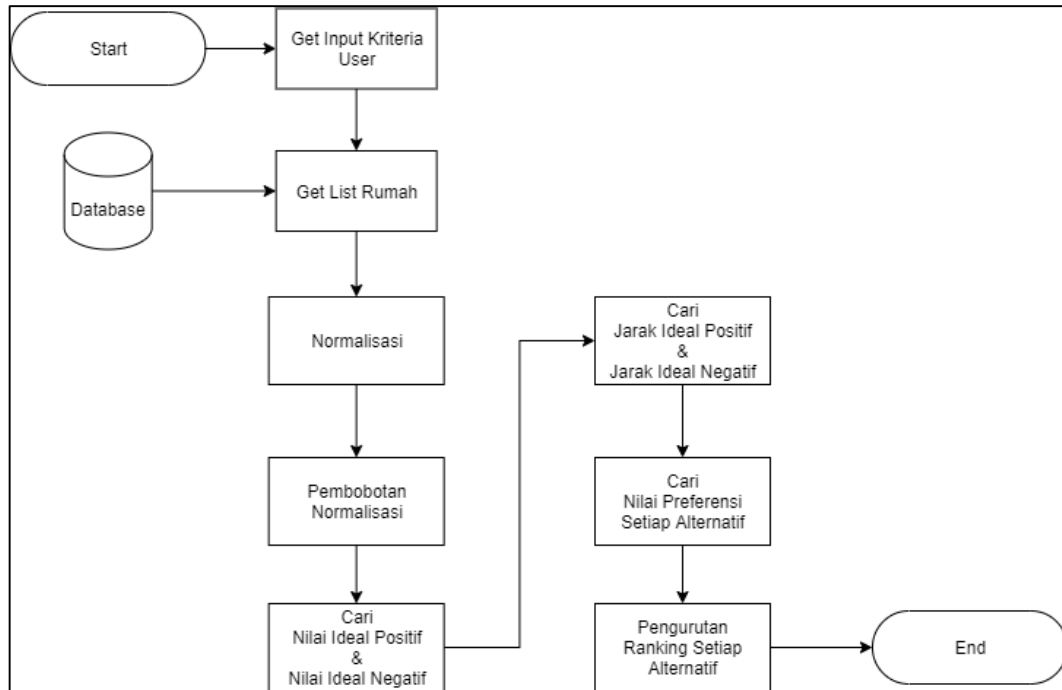 Start
Get Input Kriteria
User
Database
Get List Rumah
Normalisasi
Pembobotan
Normalisasi
Cari
Nilai Ideal Positif
&
Nilai Ideal Negatif
Cari
Jarak Ideal Positif
&
Jarak Ideal Negatif
Cari
Nilai Preferensi
Setiap Alternatif
Pengurutan
Ranking Setiap
Alternatif
End